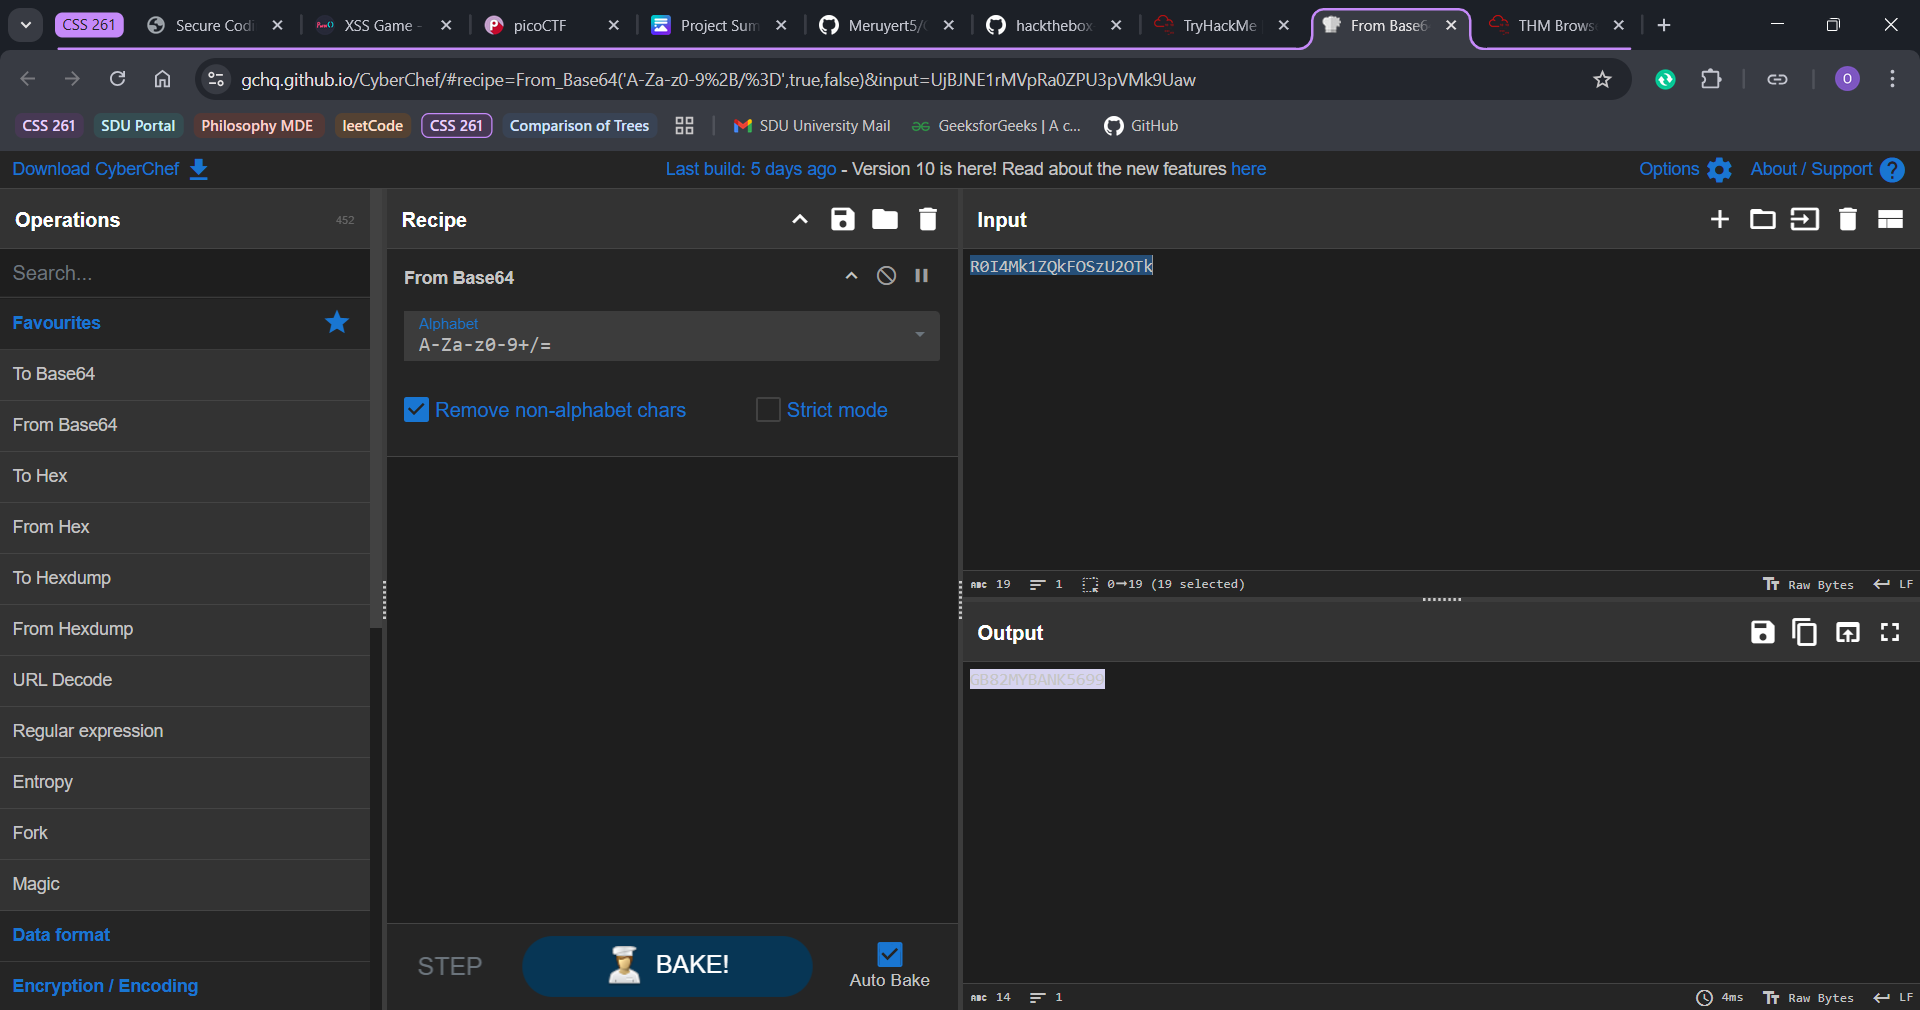 CSS 261
Secure Codi
XSS Game -
picoCTF
Project Sum
Meruyert5/
hackthebox
TryHackMe
From Base6
THM Brows
gchq.github.io/CyberChef/#recipe=From_Base64('A-Za-z0-9%2B/%3D',true,false)&input=UjBJNE1rMVpRa0ZPU3pVMk9Uaw
O
CSS 261
SDU Portal
Philosophy MDE
leetCode
CSS 261
Comparison of Trees
SDU University Mail
GeeksforGeeks | A c...
GitHub
Download CyberChef
Last build: 5 days ago - Version 10 is here! Read about the new features here
Options
About / Support
Operations
452
Search...
Favourites
To Base64
From Base64
To Hex
From Hex
To Hexdump
From Hexdump
URL Decode
Regular expression
Entropy
Fork
Magic
Data format
Encryption / Encoding
Recipe
From Base64
Alphabet
A-Za-z0-9+/=
Remove non-alphabet chars
Strict mode
STEP
BAKE!
Auto Bake
Input
R0I4Mk1ZQkFOSzU2OTk
ABC 19
1
0→19 (19 selected)
Raw Bytes
LF
Output
GB82MYBANK5699
ABC 14
1
4ms
Raw Bytes
LF